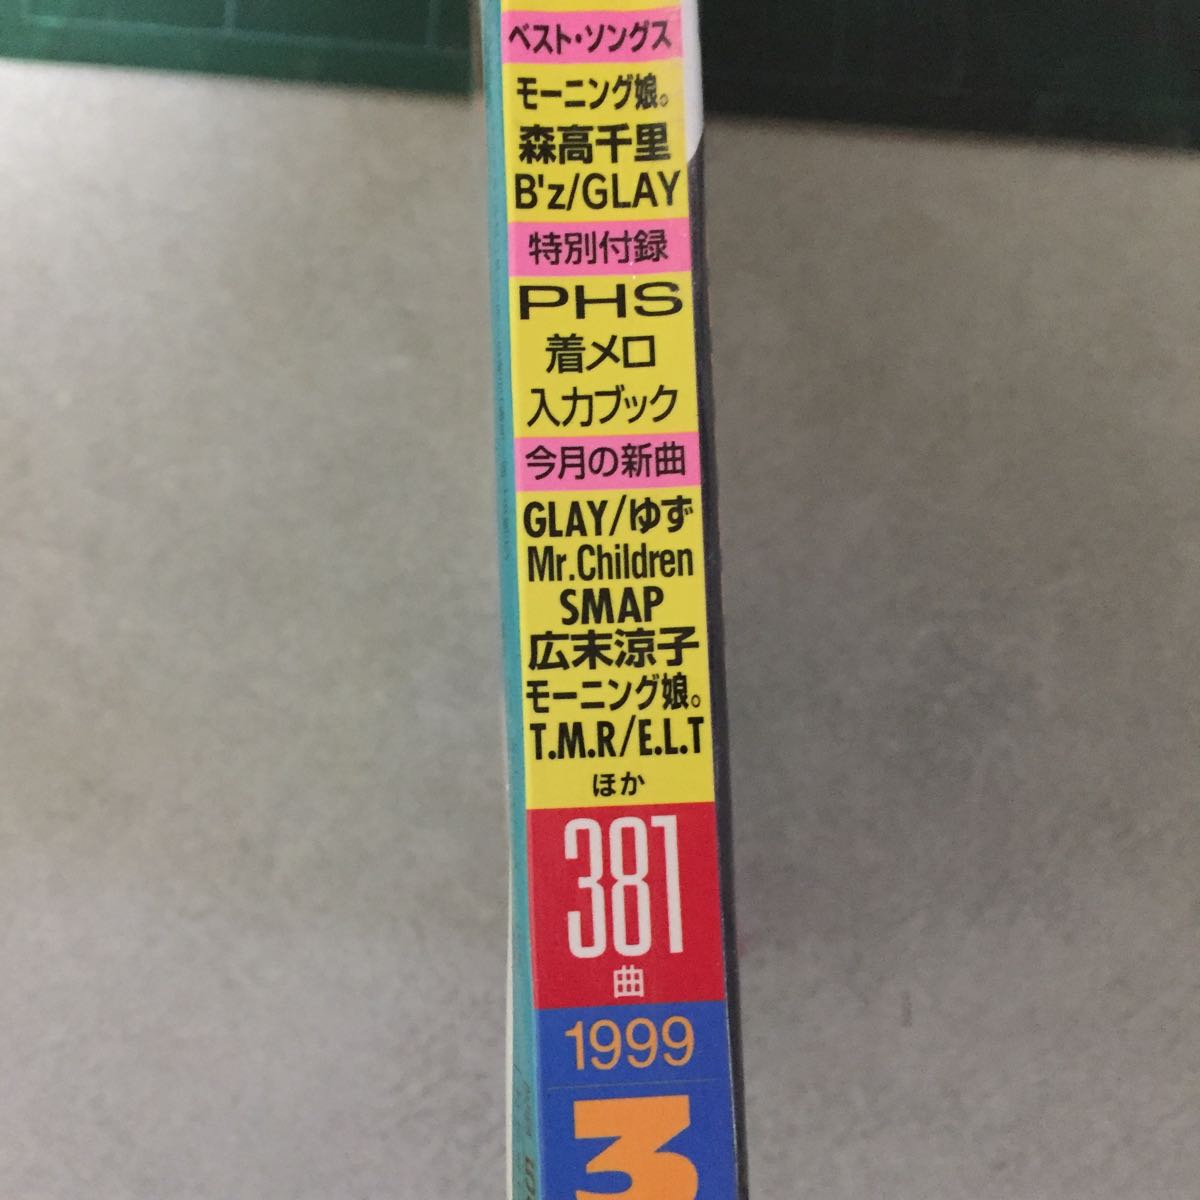 ベスト・ソングス
モーニング娘。
森高千里
B'z/GLAY
特別付録
PHS
着メロ
入力ブック
今月の新曲
GLAY/ゆず
Mr.Children
SMAP
広末涼子
モーニング娘。
T.M.R/E.L.T
ほか
381
曲
1999
3